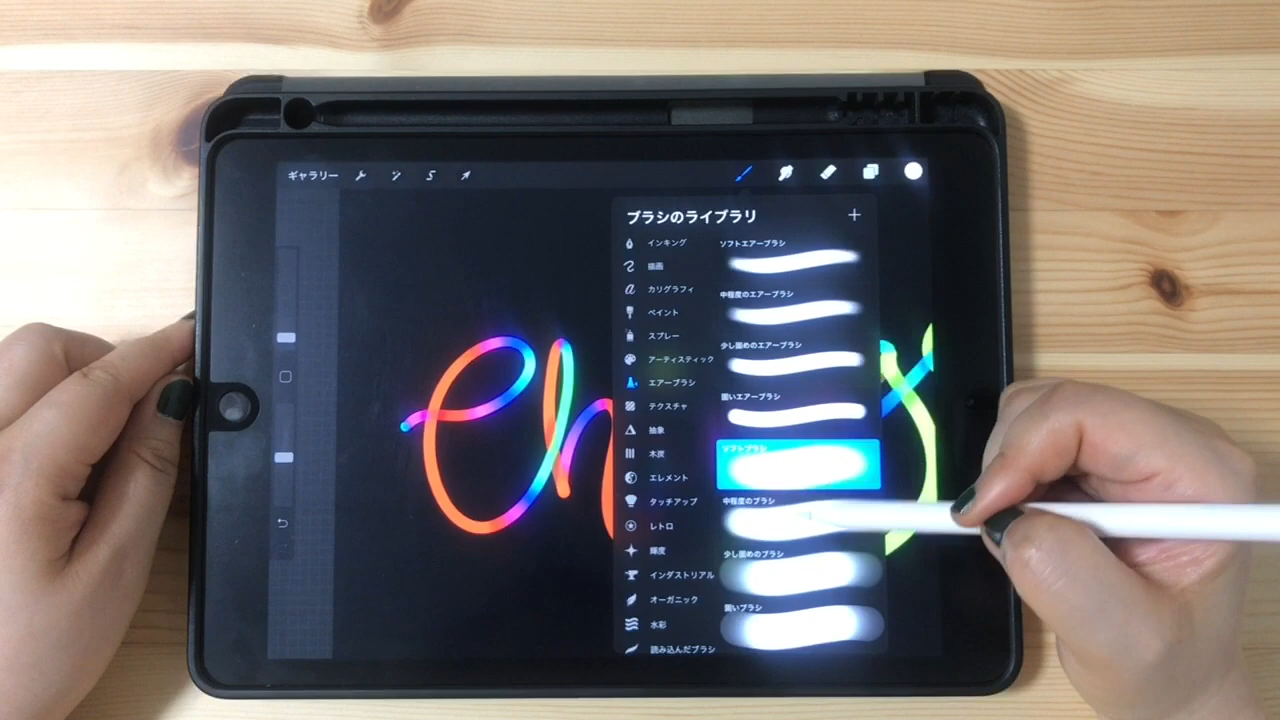 ギャラリー
ブラシのライブラリ
インキング
描画
カリグラフィ
ペイント
スプレー
アーティスティック
エアーブラシ
テクスチャ
抽象
木炭
エレメント
タッチアップ
レトロ
輝度
インダストリアル
オーガニック
水彩
読み込んだブラシ
ソフトエアーブラシ
中程度のエアーブラシ
少し固めのエアーブラシ
固いエアーブラシ
ソフトブラシ
中程度のブラシ
少し固めのブラシ
固いブラシ